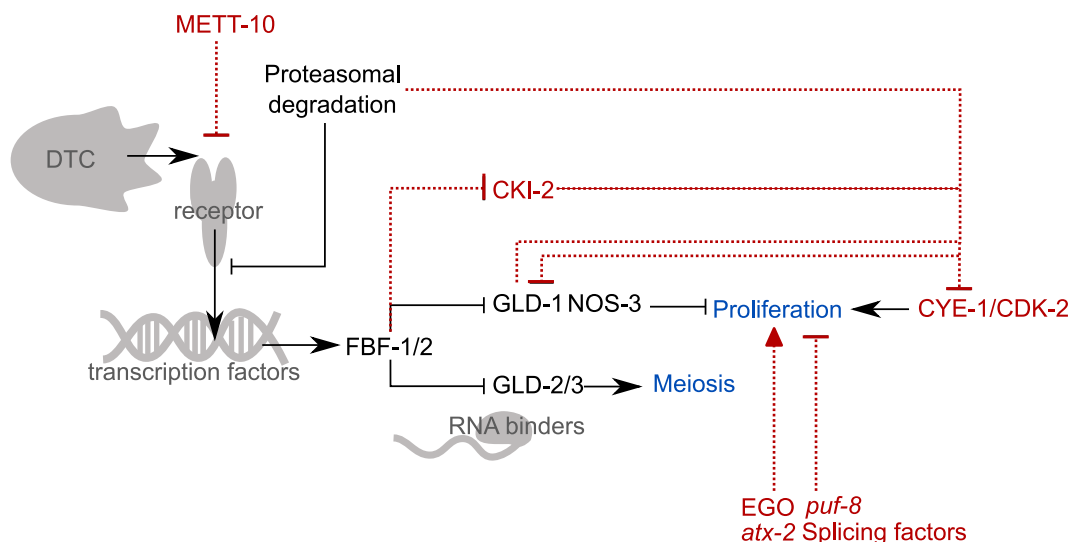 METT-10
Proteasomal
degradation
DTC
receptor
CKI-2
GLD-1 NOS-3
Proliferation
CYE-1/CDK-2
FBF-1/2
transcription factors
GLD-2/3
Meiosis
RNA binders
EGO puf-8
atx-2 Splicing factors